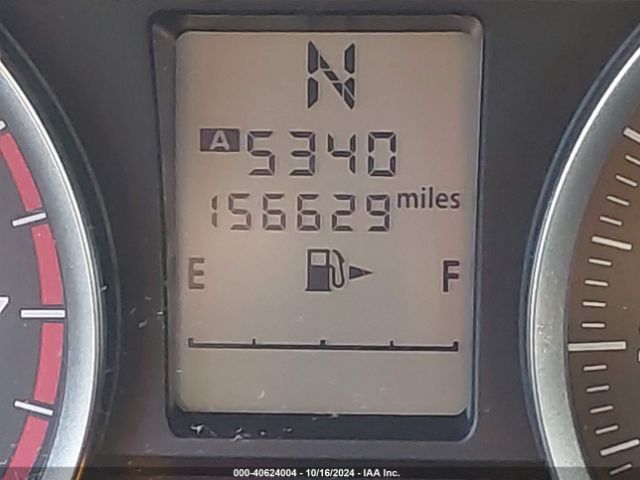 N
A 5340
156629 miles
E F
000-40624004 - 10/16/2024 - IAA Inc.